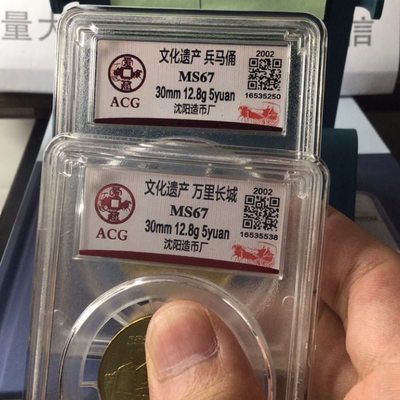 量大
信
文化遗产 兵马俑
2002
MS67
30mm 12.8g 5yuan
16535250
ACG
沈阳造币厂
文化遗产 万里长城
2002
MS67
30mm 12.8g 5yuan
16535538
ACG
沈阳造币厂